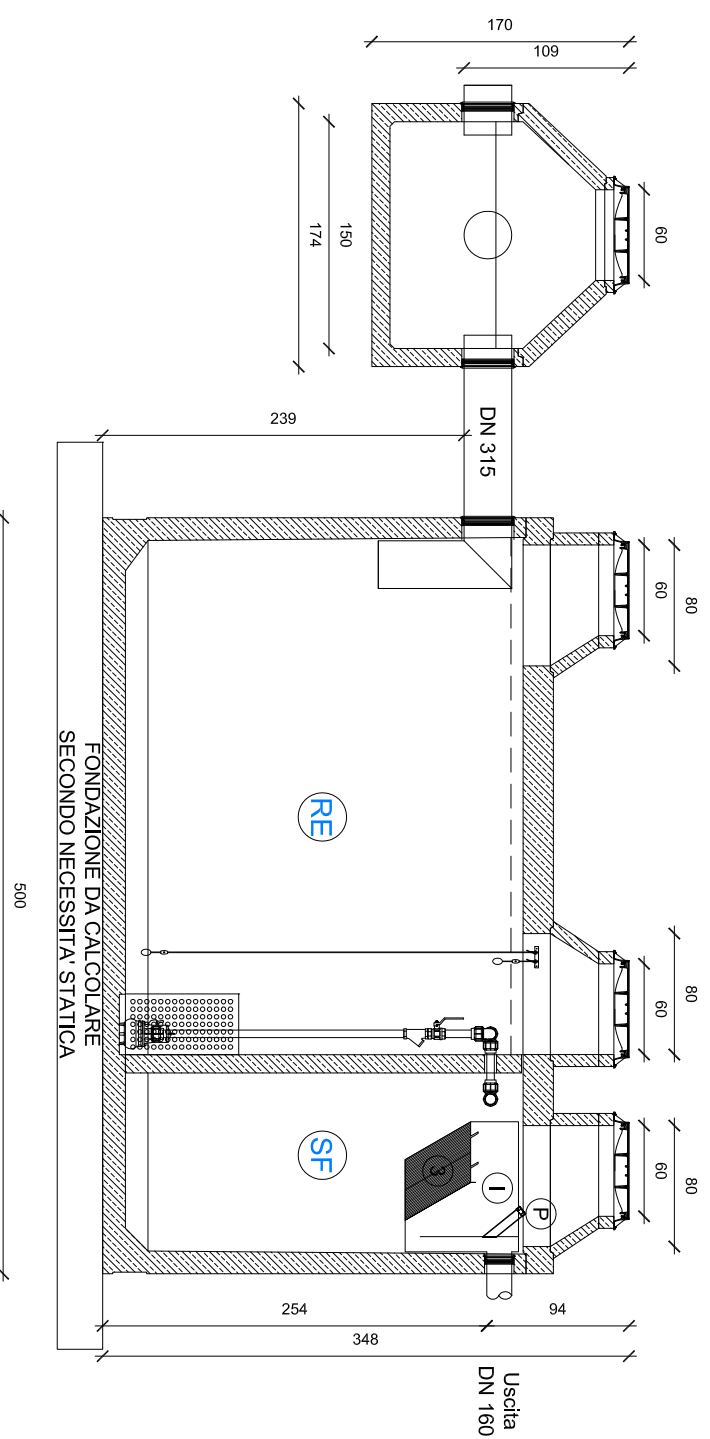 170
109
60
150
174
DN 315
239
60
80
RE
FONDAZIONE DA CALCOLARE
SECONDO NECESSITA' STATICA
500
60
80
SF
3
I
P
60
80
254
94
348
Uscita
DN 160